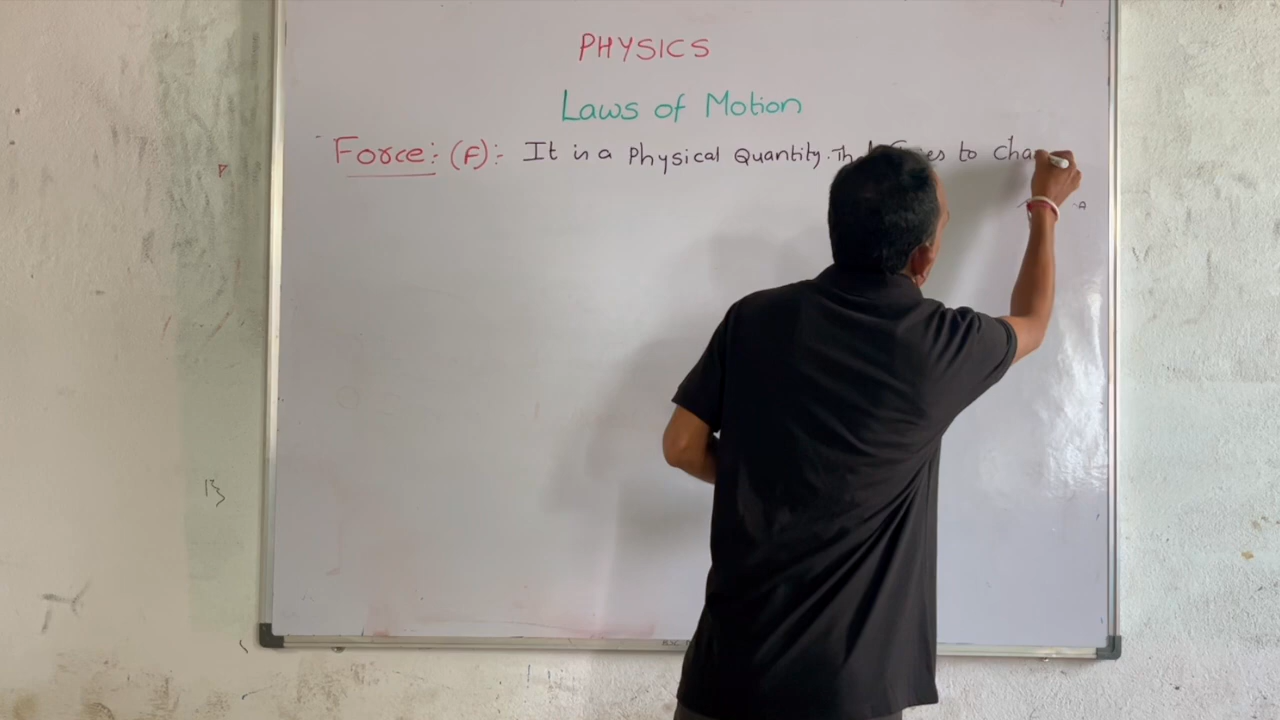 PHYSICS
Laws of Motion
Force: (F):- It is a Physical Quantity. to
P
A
B